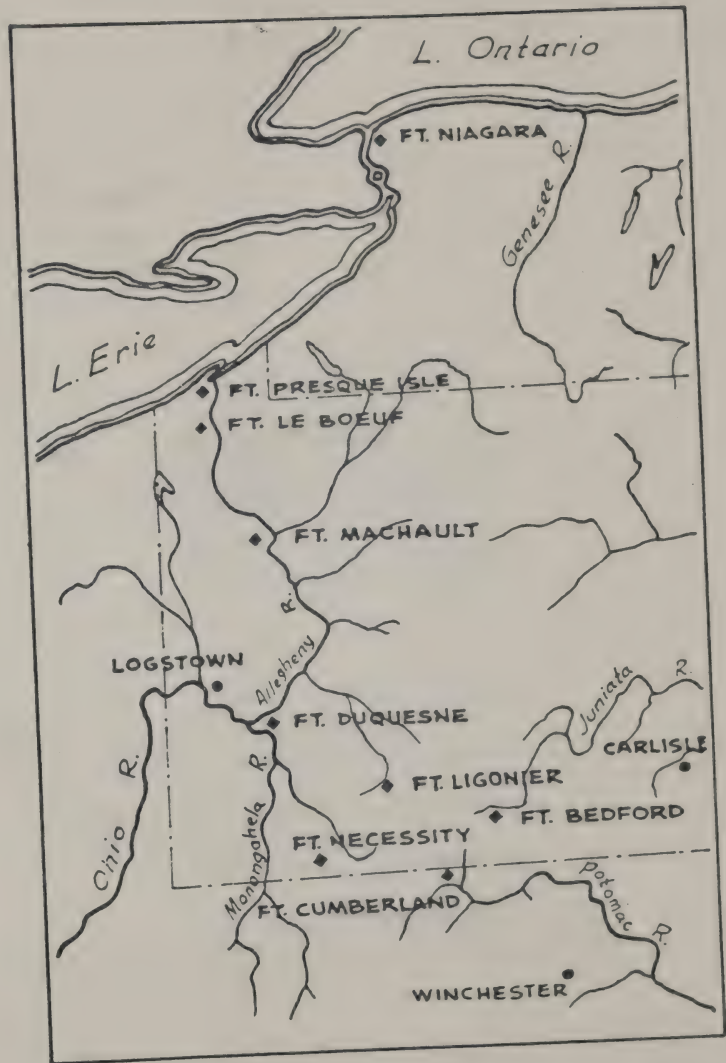 L. Ontario
FT. NIAGARA
Genesee R.
L. Erie
FT. PRESQUE ISLE
FT. LE BOEUF
FT. MACHAULT
Allegheny R.
LOGSTOWN
Juniata R.
FT. DUQUESNE
CARLISLE
FT. LIGONIER
Ohio R.
FT. BEDFORD
Monongahela R.
FT. NECESSITY
FT. CUMBERLAND
Potomac R.
WINCHESTER